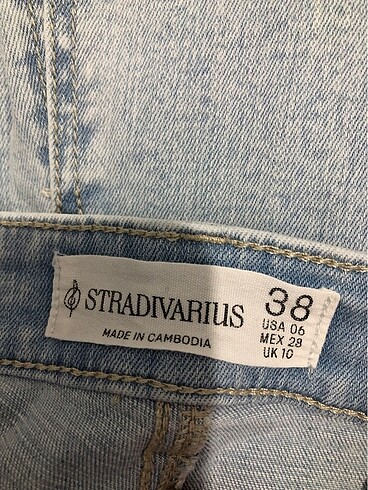 STRADIVARIUS
MADE IN CAMBODIA
38
USA 06
MEX 28
UK 10